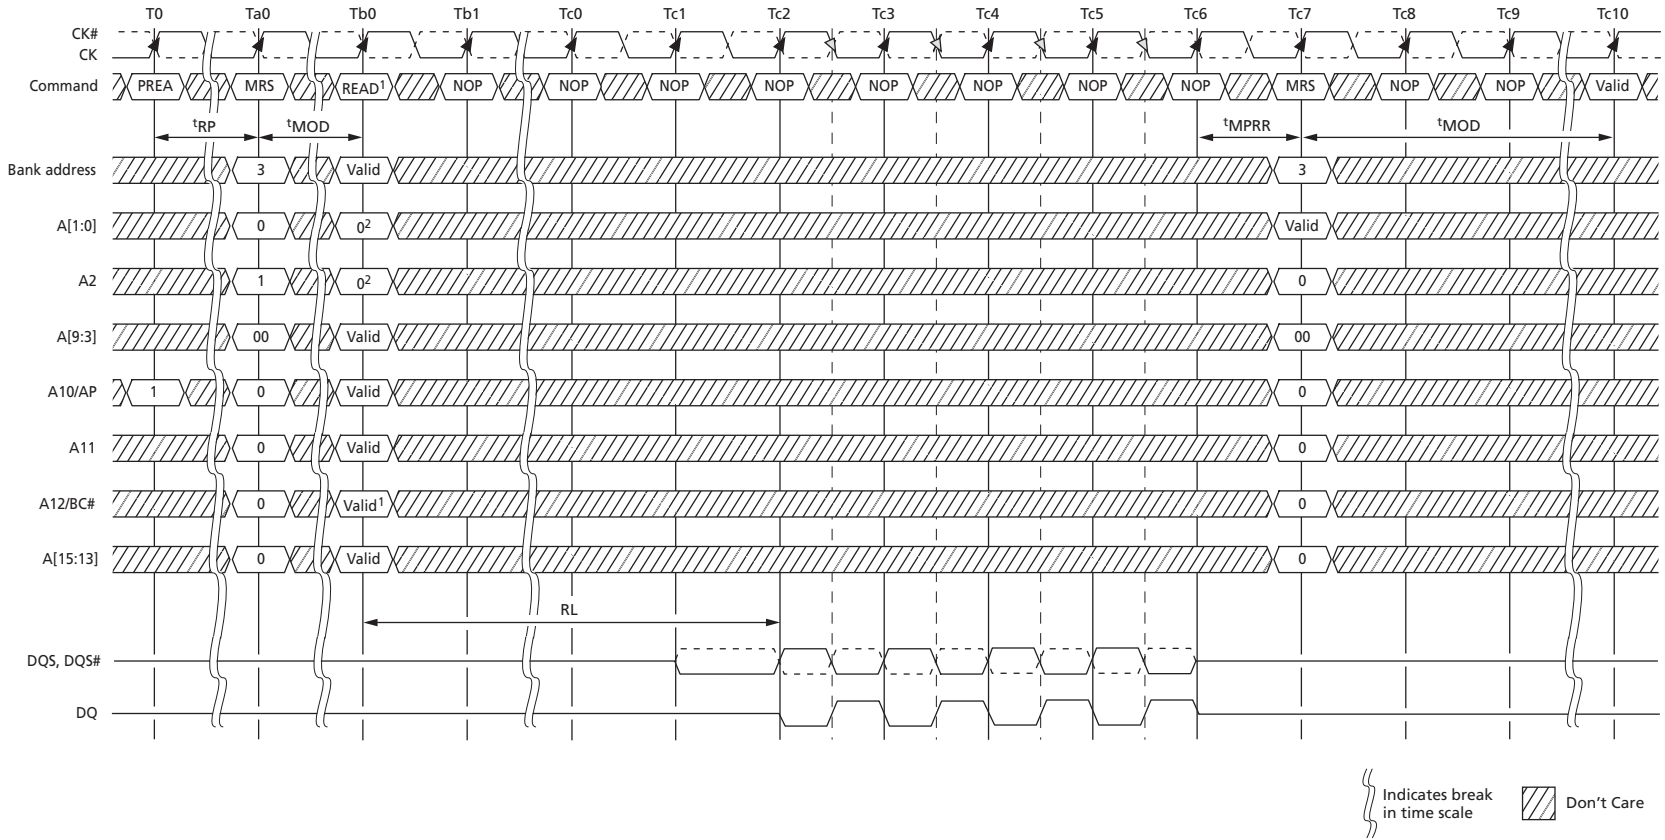 T0 Ta0 Tb0 Tb1 Tc0 Tc1 Tc2 Tc3 Tc4 Tc5 Tc6 Tc7 Tc8 Tc9 Tc10
CK#
CK
Command PREA MRS READ¹ NOP NOP NOP NOP NOP NOP NOP NOP MRS NOP NOP Valid
ᵗRP ᵗMOD ᵗMPRR ᵗMOD
Bank address 3 Valid 3
A[1:0] 0 0² Valid
A2 1 0² 0
A[9:3] 00 Valid 00
A10/AP 1 0 Valid 0
A11 0 Valid 0
A12/BC# 0 Valid¹ 0
A[15:13] 0 Valid 0
RL
DQS, DQS#
DQ
Indicates break
in time scale
Don't Care